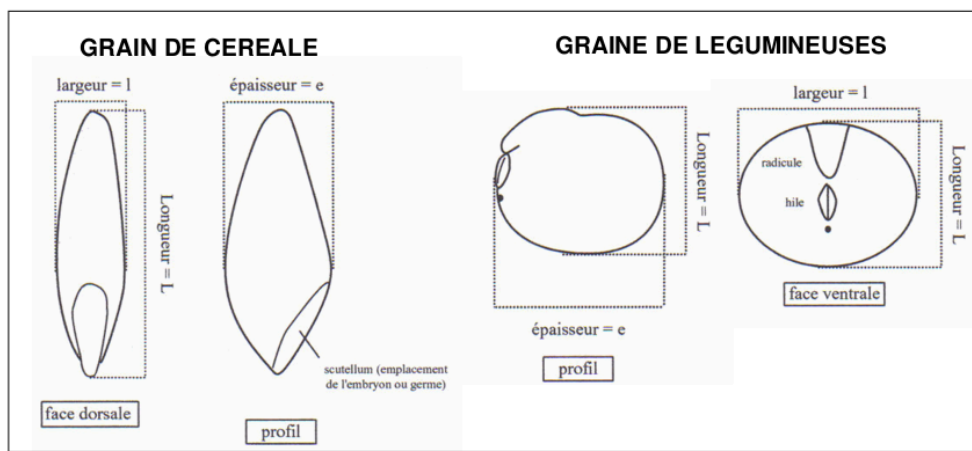 GRAIN DE CEREALE
GRAINE DE LEGUMINEUSES
largeur = l
épaisseur = e
Longueur = L
scutellum (emplacement
de l'embryon ou germe)
face dorsale
profil
Longueur = L
épaisseur = e
profil
largeur = l
radicule
hile
Longueur = L
face ventrale